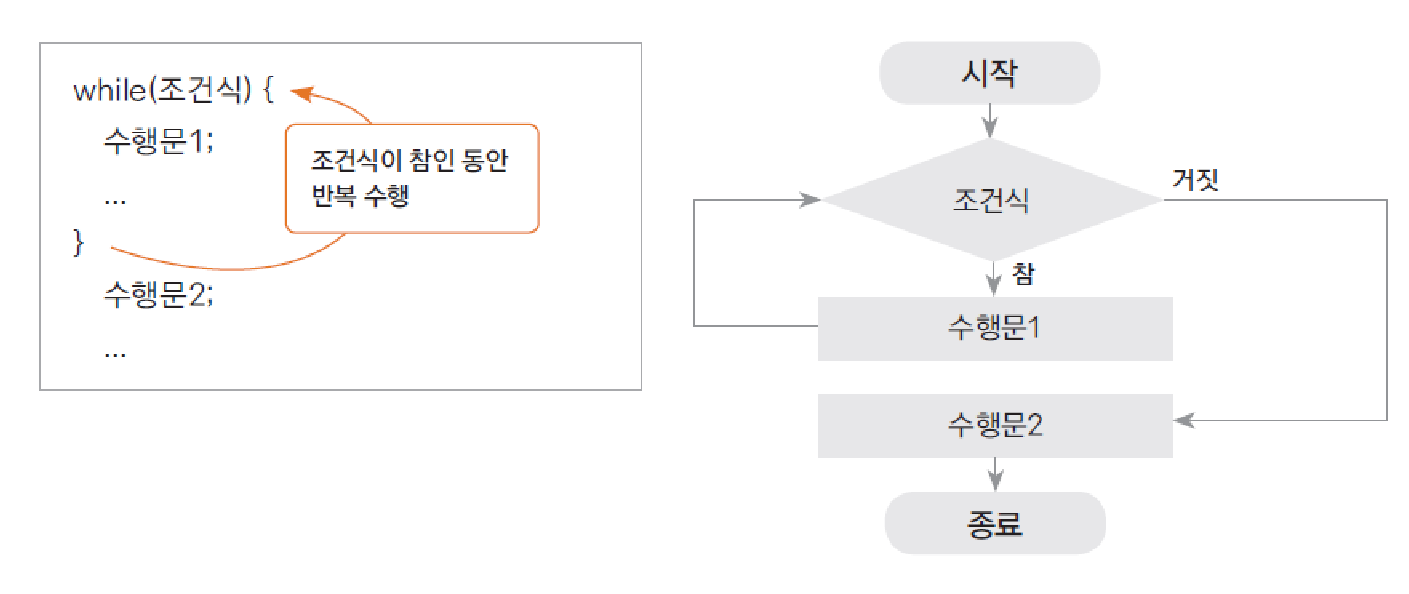 while(조건식) {
수행문1;
...
}
수행문2;
...
조건식이 참인 동안
반복 수행
시작
조건식
거짓
참
수행문1
수행문2
종료